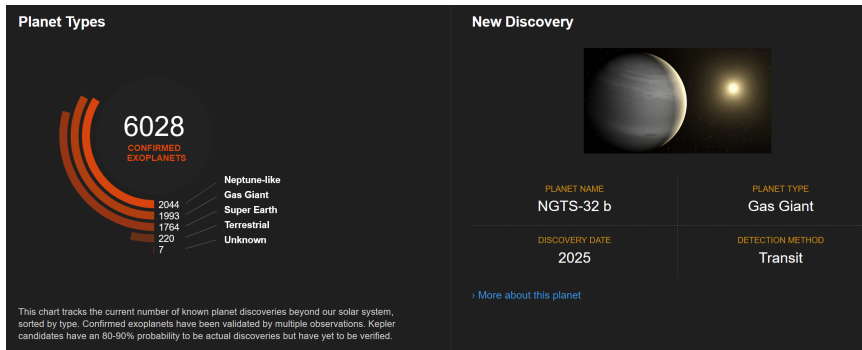 Planet Types
6028
CONFIRMED
EXOPLANETS
Neptune-like
Gas Giant
Super Earth
Terrestrial
Unknown
2044
1993
1764
220
7
This chart tracks the current number of known planet discoveries beyond our solar system,
sorted by type. Confirmed exoplanets have been validated by multiple observations. Kepler
candidates have an 80-90% probability to be actual discoveries but have yet to be verified.
New Discovery
PLANET NAME
NGTS-32 b
PLANET TYPE
Gas Giant
DISCOVERY DATE
2025
DETECTION METHOD
Transit
› More about this planet